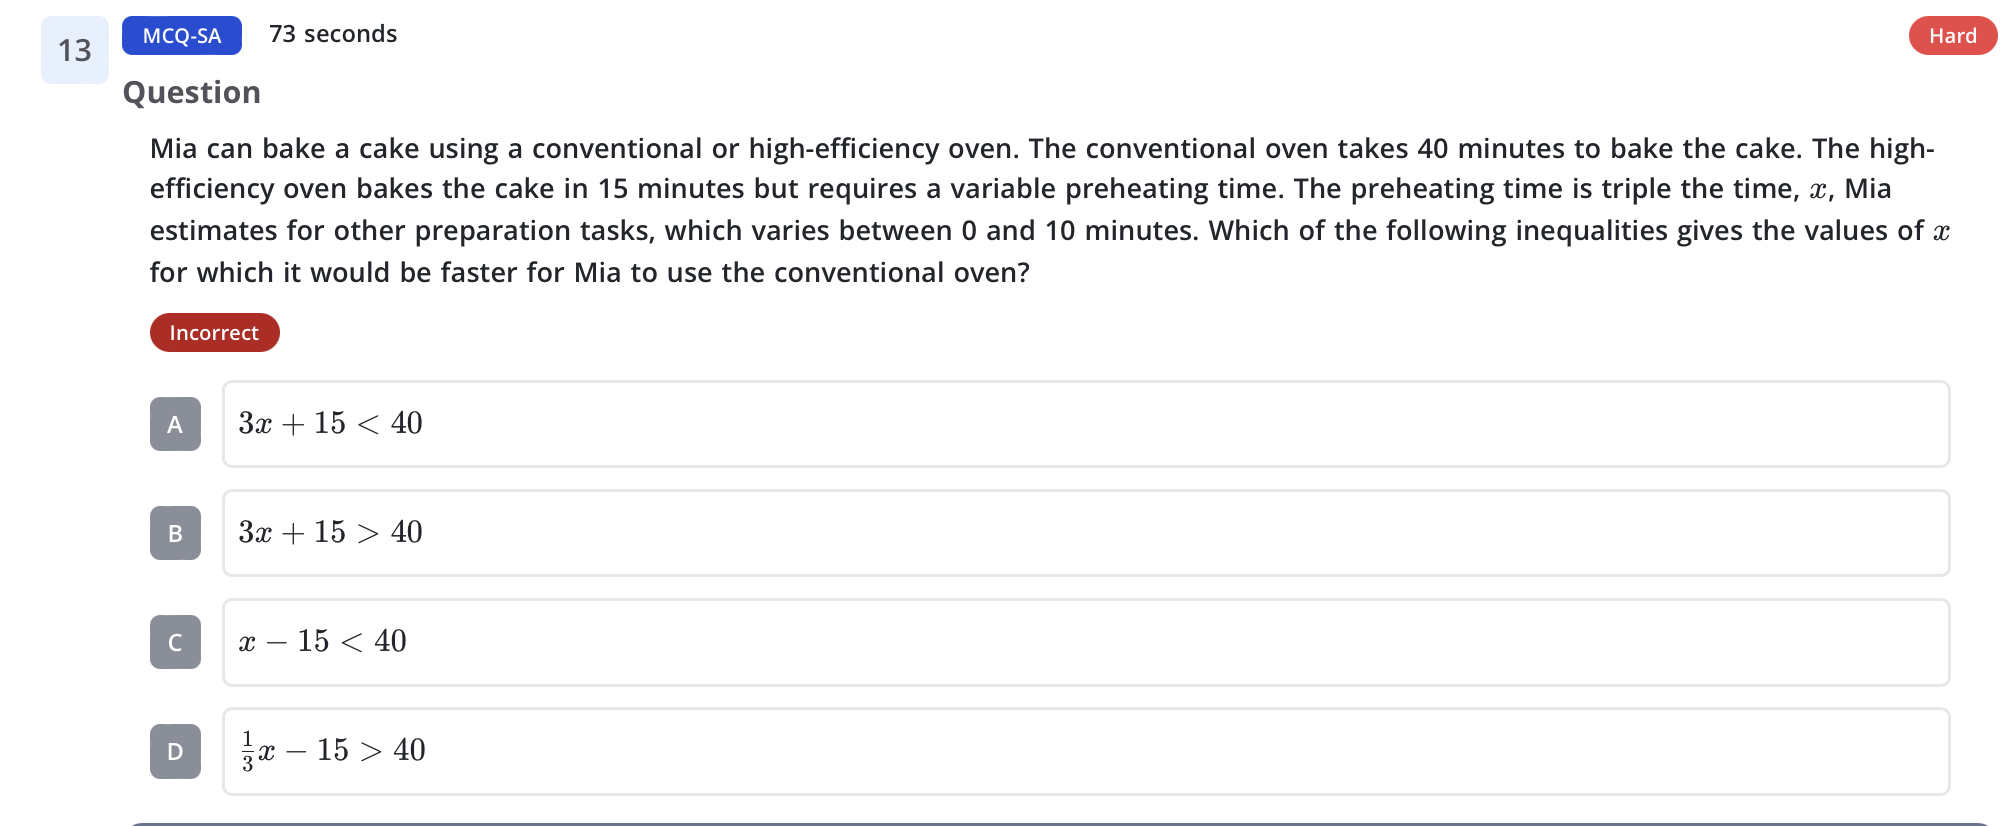 13
MCQ-SA 73 seconds
Hard
Question
Mia can bake a cake using a conventional or high-efficiency oven. The conventional oven takes 40 minutes to bake the cake. The high-
efficiency oven bakes the cake in 15 minutes but requires a variable preheating time. The preheating time is triple the time, x, Mia
estimates for other preparation tasks, which varies between 0 and 10 minutes. Which of the following inequalities gives the values of x
for which it would be faster for Mia to use the conventional oven?
Incorrect
A 3x + 15 < 40
B 3x + 15 > 40
C x − 15 < 40
D 1/3 x − 15 > 40